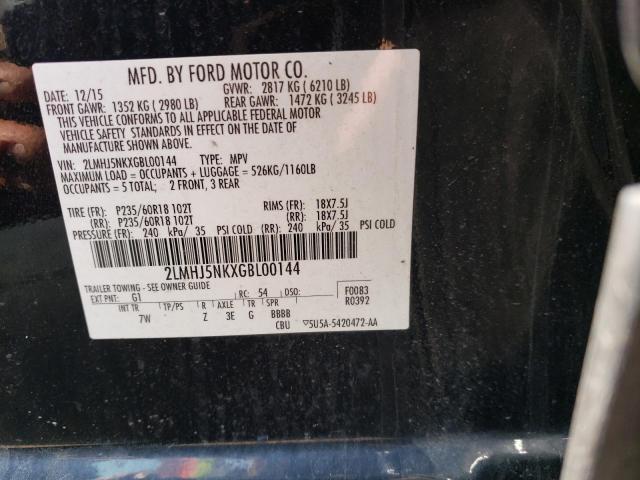 MFD. BY FORD MOTOR CO.
DATE: 12/15 GVWR: 2817 KG ( 6210 LB)
FRONT GAWR: 1352 KG ( 2980 LB) REAR GAWR: 1472 KG ( 3245 LB)
THIS VEHICLE CONFORMS TO ALL APPLICABLE FEDERAL MOTOR
VEHICLE SAFETY STANDARDS IN EFFECT ON THE DATE OF
MANUFACTURE SHOWN ABOVE.
VIN: 2LMHJ5NKXGBL00144 TYPE: MPV
MAXIMUM LOAD = OCCUPANTS + LUGGAGE = 526KG/1160LB
OCCUPANTS = 5 TOTAL; 2 FRONT, 3 REAR
TIRE (FR): P235/60R18 102T RIMS (FR): 18X7.5J
(RR): P235/60R18 102T (RR): 18X7.5J
PRESSURE (FR): 240 kPa/ 35 PSI COLD (RR): 240 kPa/ 35 PSI COLD
2LMHJ5NKXGBL00144
TRAILER TOWING - SEE OWNER GUIDE
EXT PNT: G1 RC: 54 DSO: F0083
R0392
INT TR TP/PS R AXLE TR SPR
7W Z 3E G BBBB
CBU ▽5U5A-5420472-AA